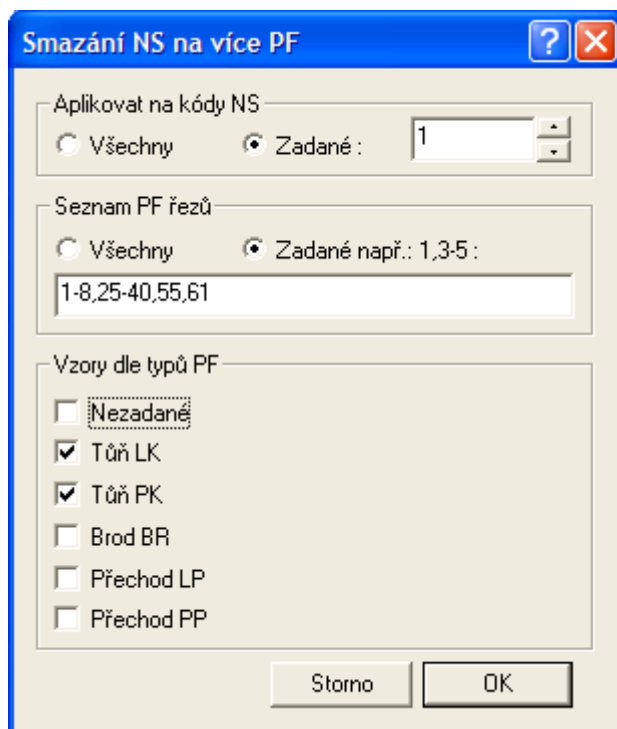 Smazání NS na více PF
Aplikovat na kódy NS
Všechny Zadané : 1
Seznam PF řezů
Všechny Zadané např.: 1,3-5 :
1-8,25-40,55,61
Vzory dle typů PF
Nezadané
Tůň LK
Tůň PK
Brod BR
Přechod LP
Přechod PP
Storno OK